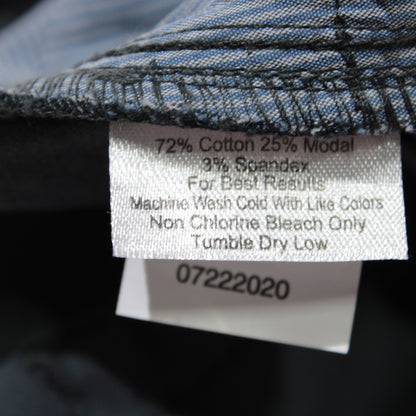 72% Cotton 25% Modal
3% Spandex
For Best Results
Machine Wash Cold With Like Colors
Non Chlorine Bleach Only
Tumble Dry Low
07222020